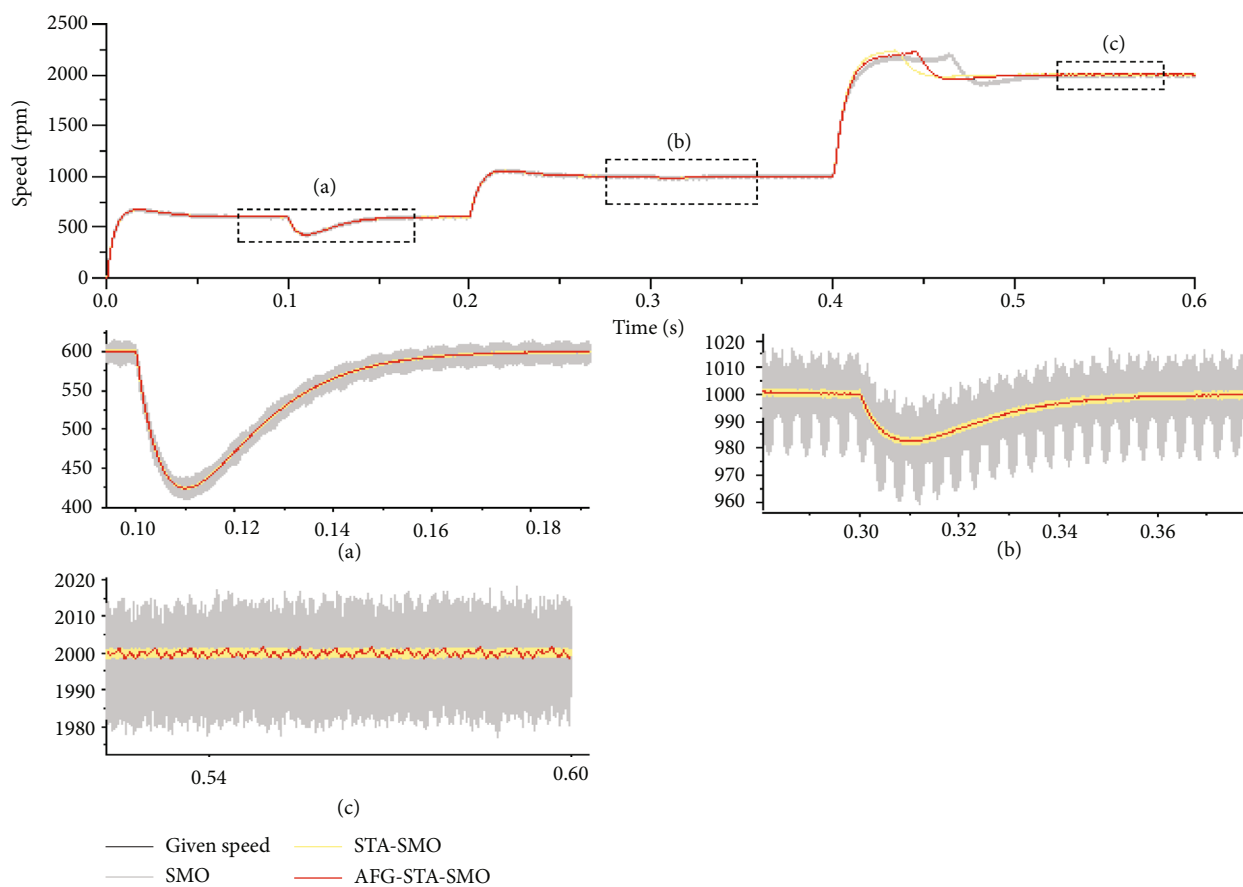 2500
2000
1500
1000
500
0
Speed (rpm)
(a)
(b)
(c)
0.0 0.1 0.2 0.3 0.4 0.5 0.6
Time (s)
600
550
500
450
400
0.10 0.12 0.14 0.16 0.18
(a)
1020
1010
1000
990
980
970
960
0.30 0.32 0.34 0.36
(b)
2020
2010
2000
1990
1980
0.54 0.60
(c)
Given speed
SMO
STA-SMO
AFG-STA-SMO